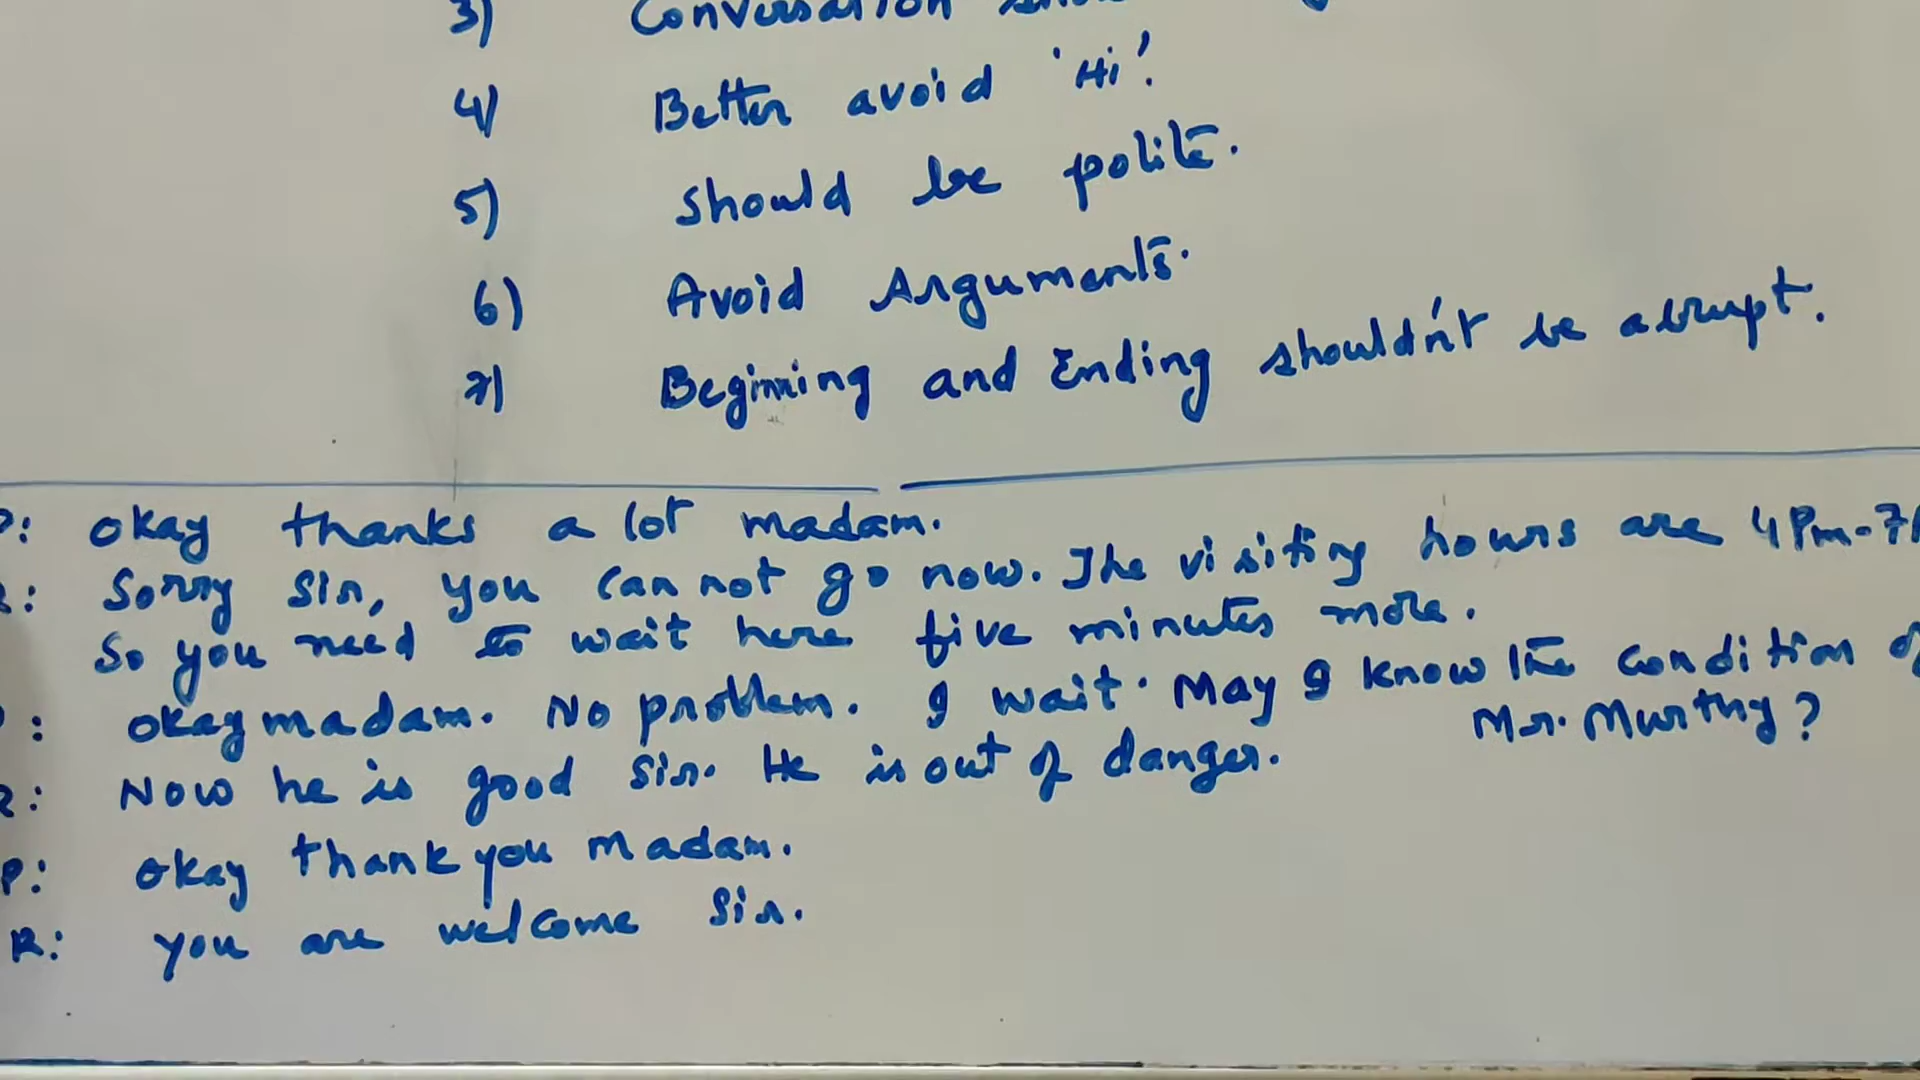 3) Conversation
4) Better avoid 'Hi'.
5) Should be polite.
6) Avoid Arguments.
7) Beginning and Ending shouldn't be abrupt.
P: Okay thanks a lot madam.
R: Sorry Sir, you can not go now. The visiting hours are 4Pm-7P
So you need to wait here five minutes more.
P: Okay madam. No problem. I wait. May I know the condition of
Mr. Murthy?
R: Now he is good Sir. He is out of danger.
P: Okay thank you madam.
R: you are welcome Sir.